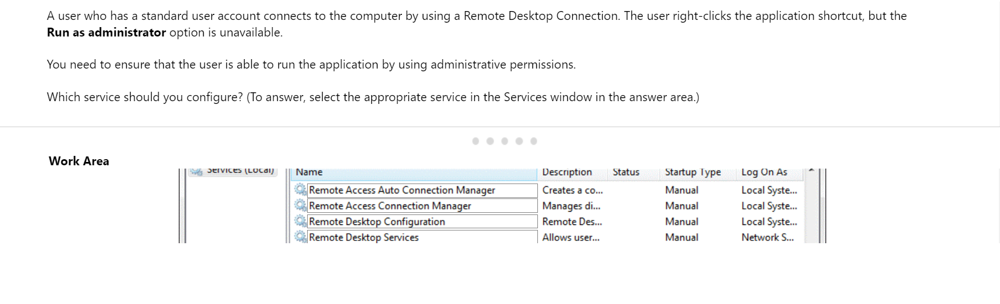 A user who has a standard user account connects to the computer by using a Remote Desktop Connection. The user right-clicks the application shortcut, but the
Run as administrator option is unavailable.
You need to ensure that the user is able to run the application by using administrative permissions.
Which service should you configure? (To answer, select the appropriate service in the Services window in the answer area.)
Work Area
Services (Local) Name Description Status Startup Type Log On As
Remote Access Auto Connection Manager Creates a co... Manual Local Syste...
Remote Access Connection Manager Manages di... Manual Local Syste...
Remote Desktop Configuration Remote Des... Manual Local Syste...
Remote Desktop Services Allows user... Manual Network S...